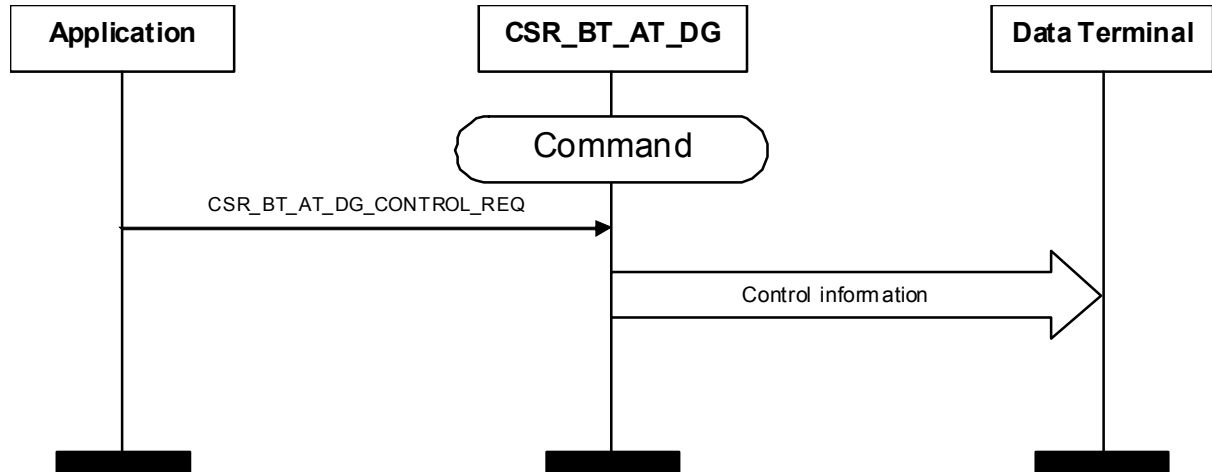 Application
CSR_BT_AT_DG
Data Terminal
Command
CSR_BT_AT_DG_CONTROL_REQ
Control information